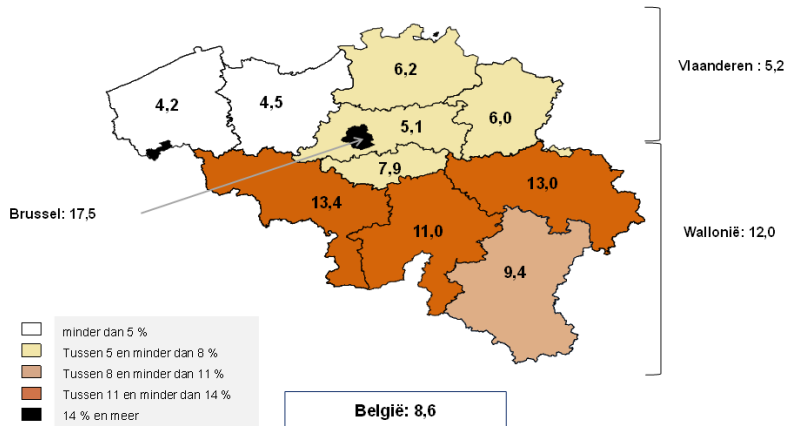 6,2
Vlaanderen : 5,2
4,2
4,5
6,0
5,1
7,9
13,0
13,4
Brussel: 17,5
11,0
Wallonië: 12,0
9,4
minder dan 5 %
Tussen 5 en minder dan 8 %
Tussen 8 en minder dan 11 %
Tussen 11 en minder dan 14 %
14 % en meer
België: 8,6